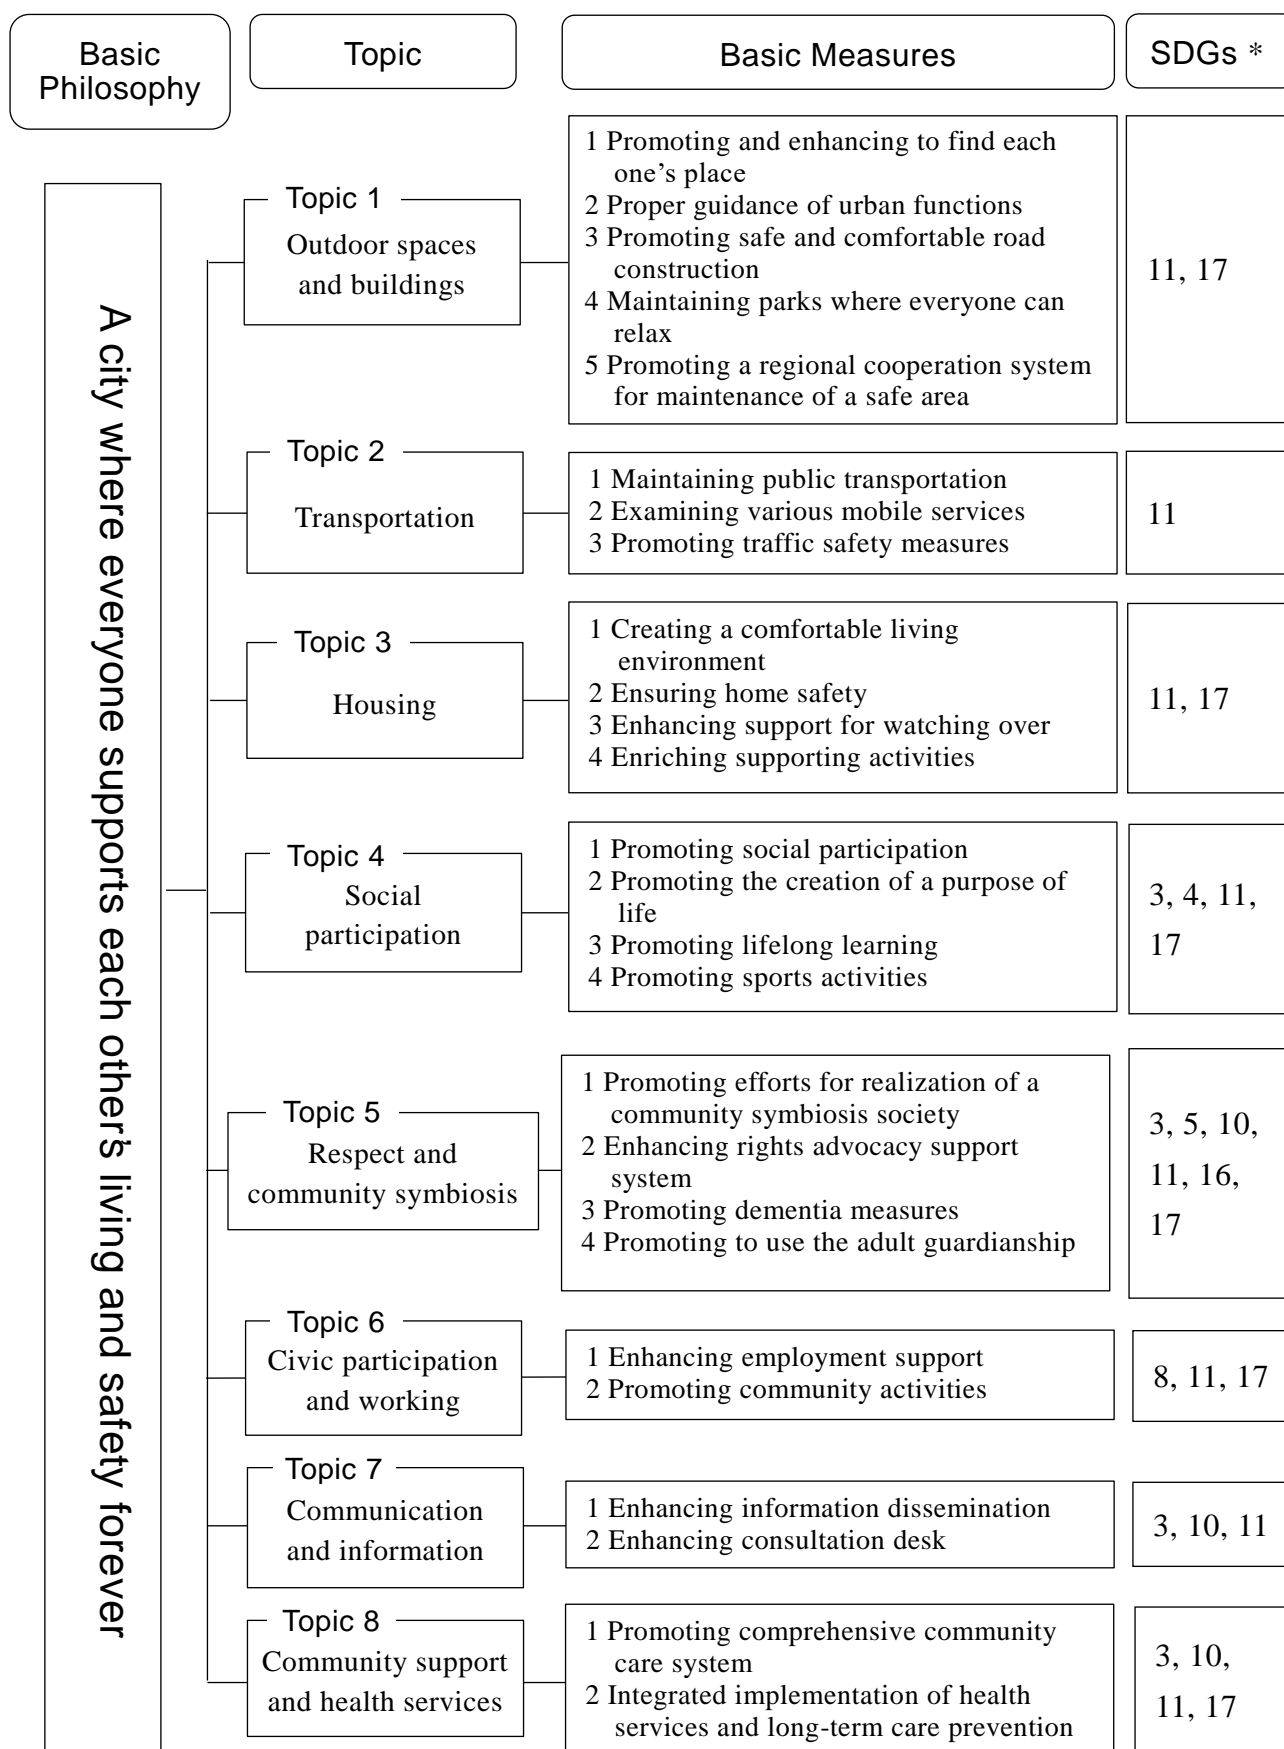 Basic
Philosophy
Topic
Basic Measures
SDGs *
A city where everyone supports each other's living and safety forever
Topic 1
Outdoor spaces
and buildings
1 Promoting and enhancing to find each
one's place
2 Proper guidance of urban functions
3 Promoting safe and comfortable road
construction
4 Maintaining parks where everyone can
relax
5 Promoting a regional cooperation system
for maintenance of a safe area
11, 17
Topic 2
Transportation
1 Maintaining public transportation
2 Examining various mobile services
3 Promoting traffic safety measures
11
Topic 3
Housing
1 Creating a comfortable living
environment
2 Ensuring home safety
3 Enhancing support for watching over
4 Enriching supporting activities
11, 17
Topic 4
Social
participation
1 Promoting social participation
2 Promoting the creation of a purpose of
life
3 Promoting lifelong learning
4 Promoting sports activities
3, 4, 11,
17
Topic 5
Respect and
community symbiosis
1 Promoting efforts for realization of a
community symbiosis society
2 Enhancing rights advocacy support
system
3 Promoting dementia measures
4 Promoting to use the adult guardianship
3, 5, 10,
11, 16,
17
Topic 6
Civic participation
and working
1 Enhancing employment support
2 Promoting community activities
8, 11, 17
Topic 7
Communication
and information
1 Enhancing information dissemination
2 Enhancing consultation desk
3, 10, 11
Topic 8
Community support
and health services
1 Promoting comprehensive community
care system
2 Integrated implementation of health
services and long-term care prevention
3, 10,
11, 17